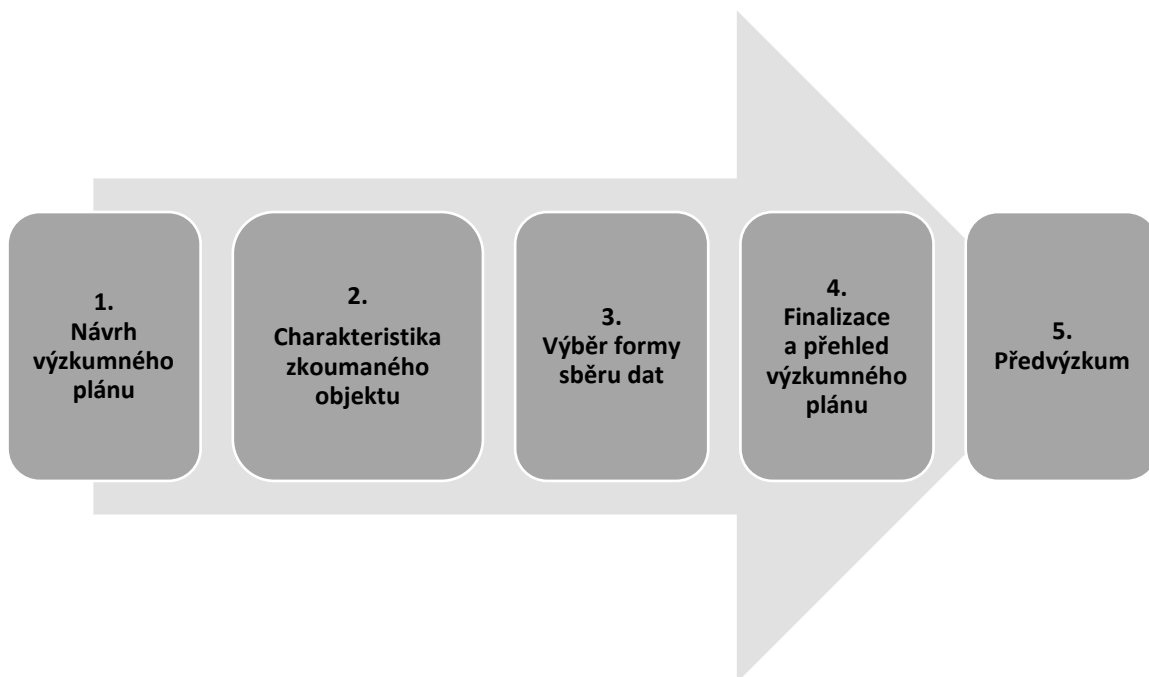 1.
Návrh
výzkumného
plánu
2.
Charakteristika
zkoumaného
objektu
3.
Výběr formy
sběru dat
4.
Finalizace
a přehled
výzkumného
plánu
5.
Předvýzkum